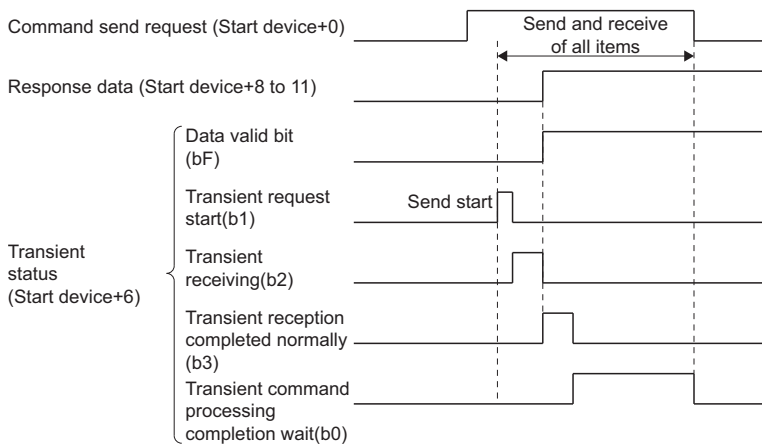 Command send request (Start device+0)
Send and receive
of all items
Response data (Start device+8 to 11)
Data valid bit
(bF)
Transient request
start(b1)
Send start
Transient
status
(Start device+6)
Transient
receiving(b2)
Transient reception
completed normally
(b3)
Transient command
processing
completion wait(b0)